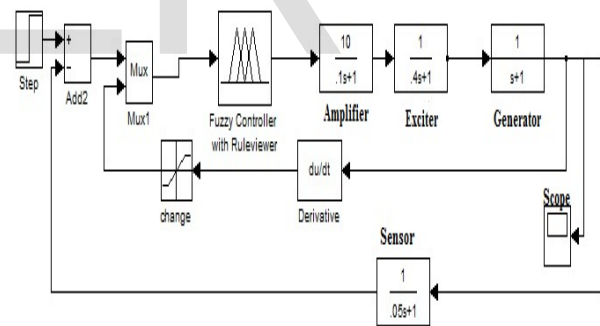 Step
+
−
Add2
Mux
Mux1
Fuzzy Controller
with Ruleviewer
10
.1s+1
Amplifier
1
.4s+1
Exciter
1
s+1
Generator
change
du/dt
Derivative
Scope
Sensor
1
.05s+1